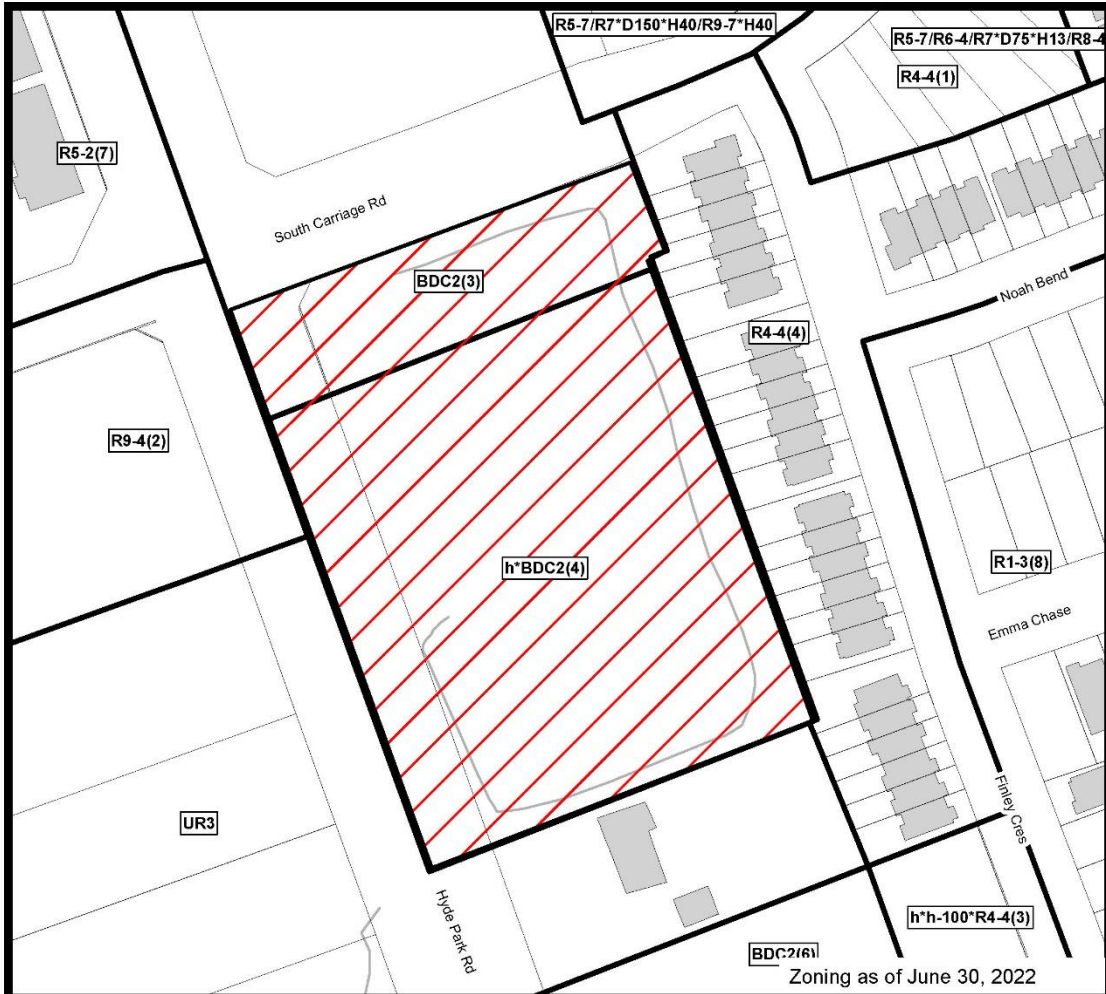 R5-7/R7*D150*H40/R9-7*H40
R5-7/R6-4/R7*D75*H13/R8-4
R4-4(1)
R5-2(7)
South Carriage Rd
BDC2(3)
Noah Bend
R4-4(4)
R9-4(2)
h*BDC2(4)
R1-3(8)
Emma Chase
UR3
Finley Cres
Hyde Park Rd
h*h-100*R4-4(3)
BDC2(6)
Zoning as of June 30, 2022